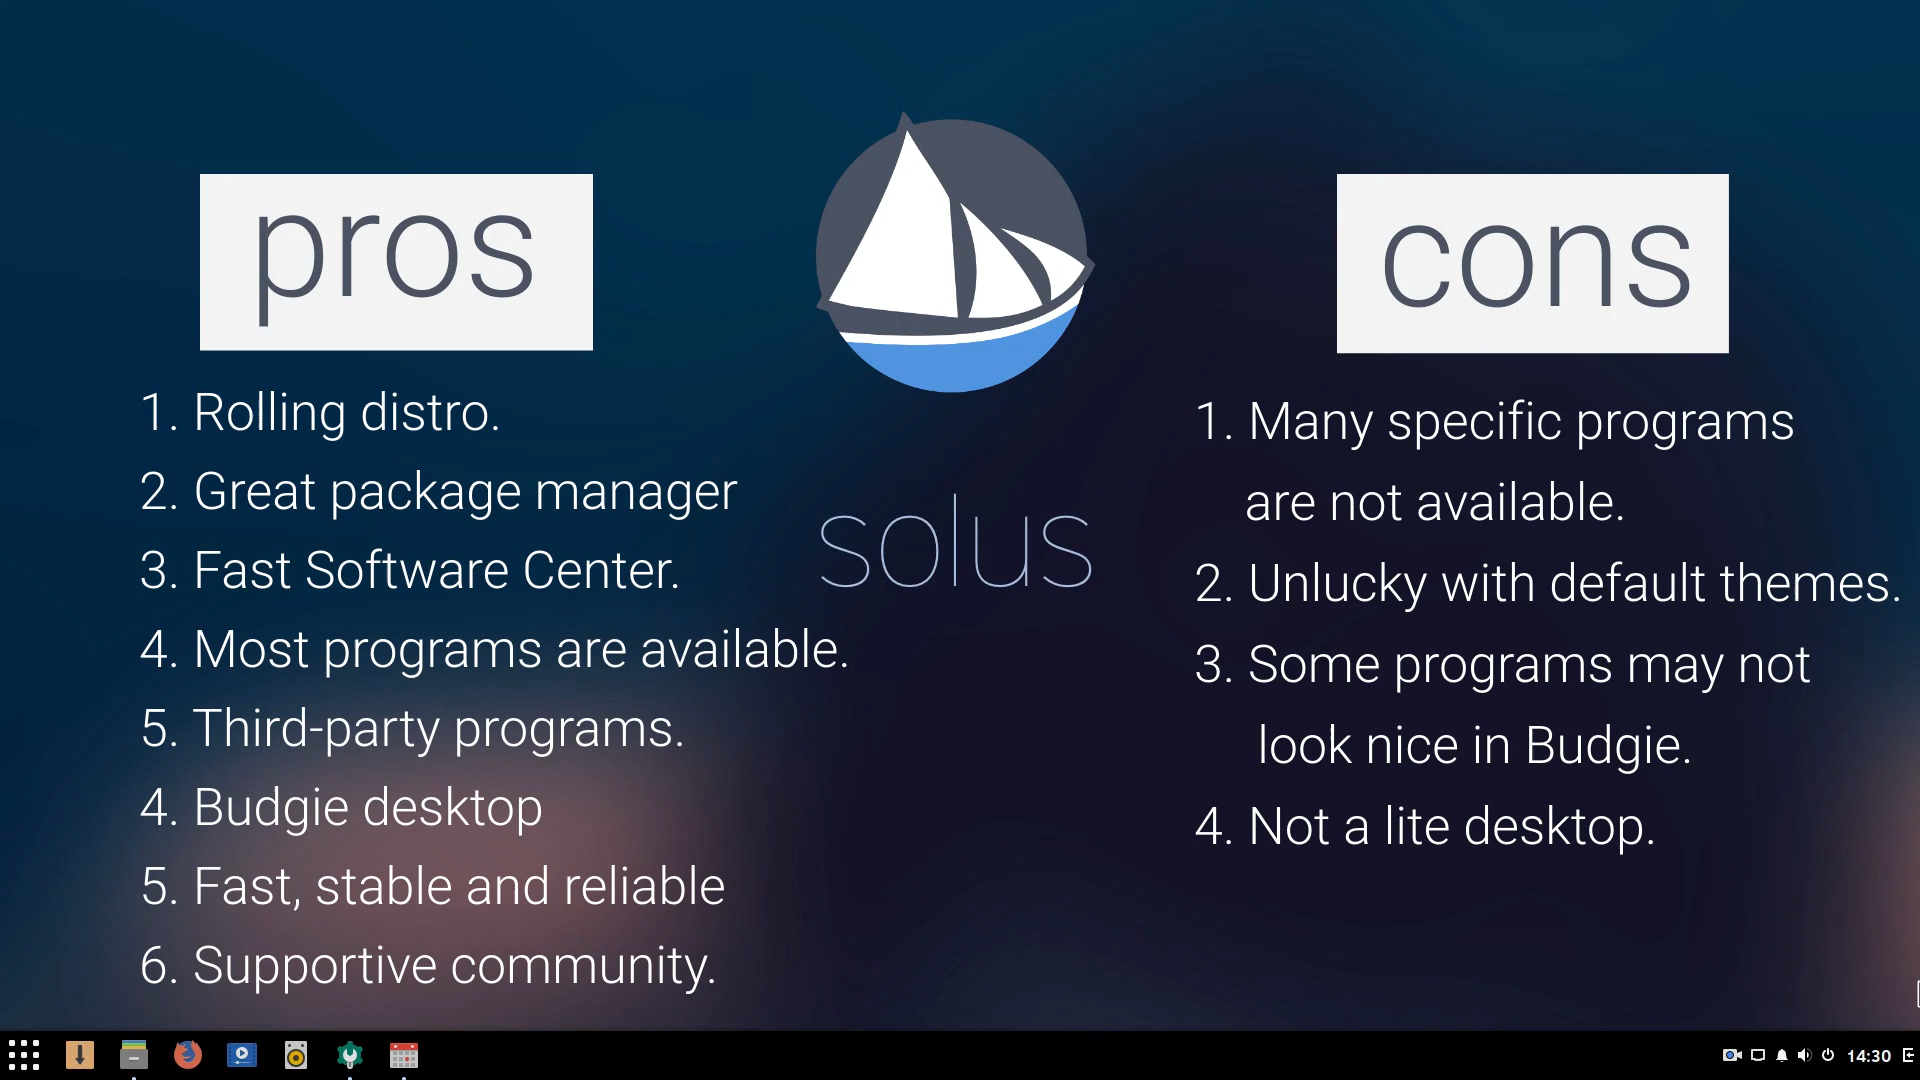 pros
1. Rolling distro.
2. Great package manager
3. Fast Software Center.
4. Most programs are available.
5. Third-party programs.
4. Budgie desktop
5. Fast, stable and reliable
6. Supportive community.
solus
cons
1. Many specific programs
are not available.
2. Unlucky with default themes.
3. Some programs may not
look nice in Budgie.
4. Not a lite desktop.
14:30